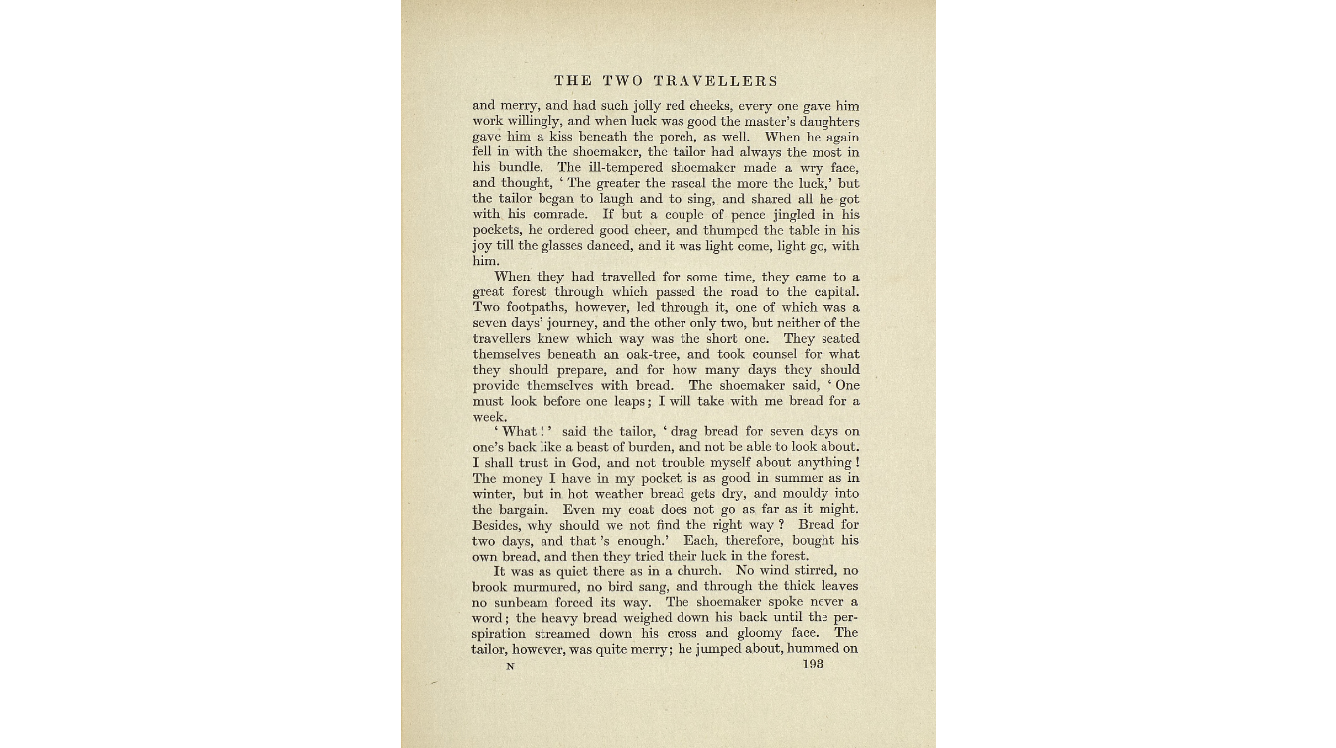 THE TWO TRAVELLERS
and merry, and had such jolly red cheeks, every one gave him
work willingly, and when luck was good the master's daughters
gave him a kiss beneath the porch, as well. When he again
fell in with the shoemaker, the tailor had always the most in
his bundle. The ill-tempered shoemaker made a wry face,
and thought, ‘ The greater the rascal the more the luck,’ but
the tailor began to laugh and to sing, and shared all he got
with his comrade. If but a couple of pence jingled in his
pockets, he ordered good cheer, and thumped the table in his
joy till the glasses danced, and it was light come, light go, with
him.
When they had travelled for some time, they came to a
great forest through which passed the road to the capital.
Two footpaths, however, led through it, one of which was a
seven days' journey, and the other only two, but neither of the
travellers knew which way was the short one. They seated
themselves beneath an oak-tree, and took counsel for what
they should prepare, and for how many days they should
provide themselves with bread. The shoemaker said, ‘ One
must look before one leaps; I will take with me bread for a
week.
‘ What!’ said the tailor, ‘ drag bread for seven days on
one's back like a beast of burden, and not be able to look about.
I shall trust in God, and not trouble myself about anything!
The money I have in my pocket is as good in summer as in
winter, but in hot weather bread gets dry, and mouldy into
the bargain. Even my coat does not go as far as it might.
Besides, why should we not find the right way? Bread for
two days, and that 's enough.’ Each, therefore, bought his
own bread, and then they tried their luck in the forest.
It was as quiet there as in a church. No wind stirred, no
brook murmured, no bird sang, and through the thick leaves
no sunbeam forced its way. The shoemaker spoke never a
word; the heavy bread weighed down his back until the per-
spiration streamed down his cross and gloomy face. The
tailor, however, was quite merry; he jumped about, hummed on
N 193